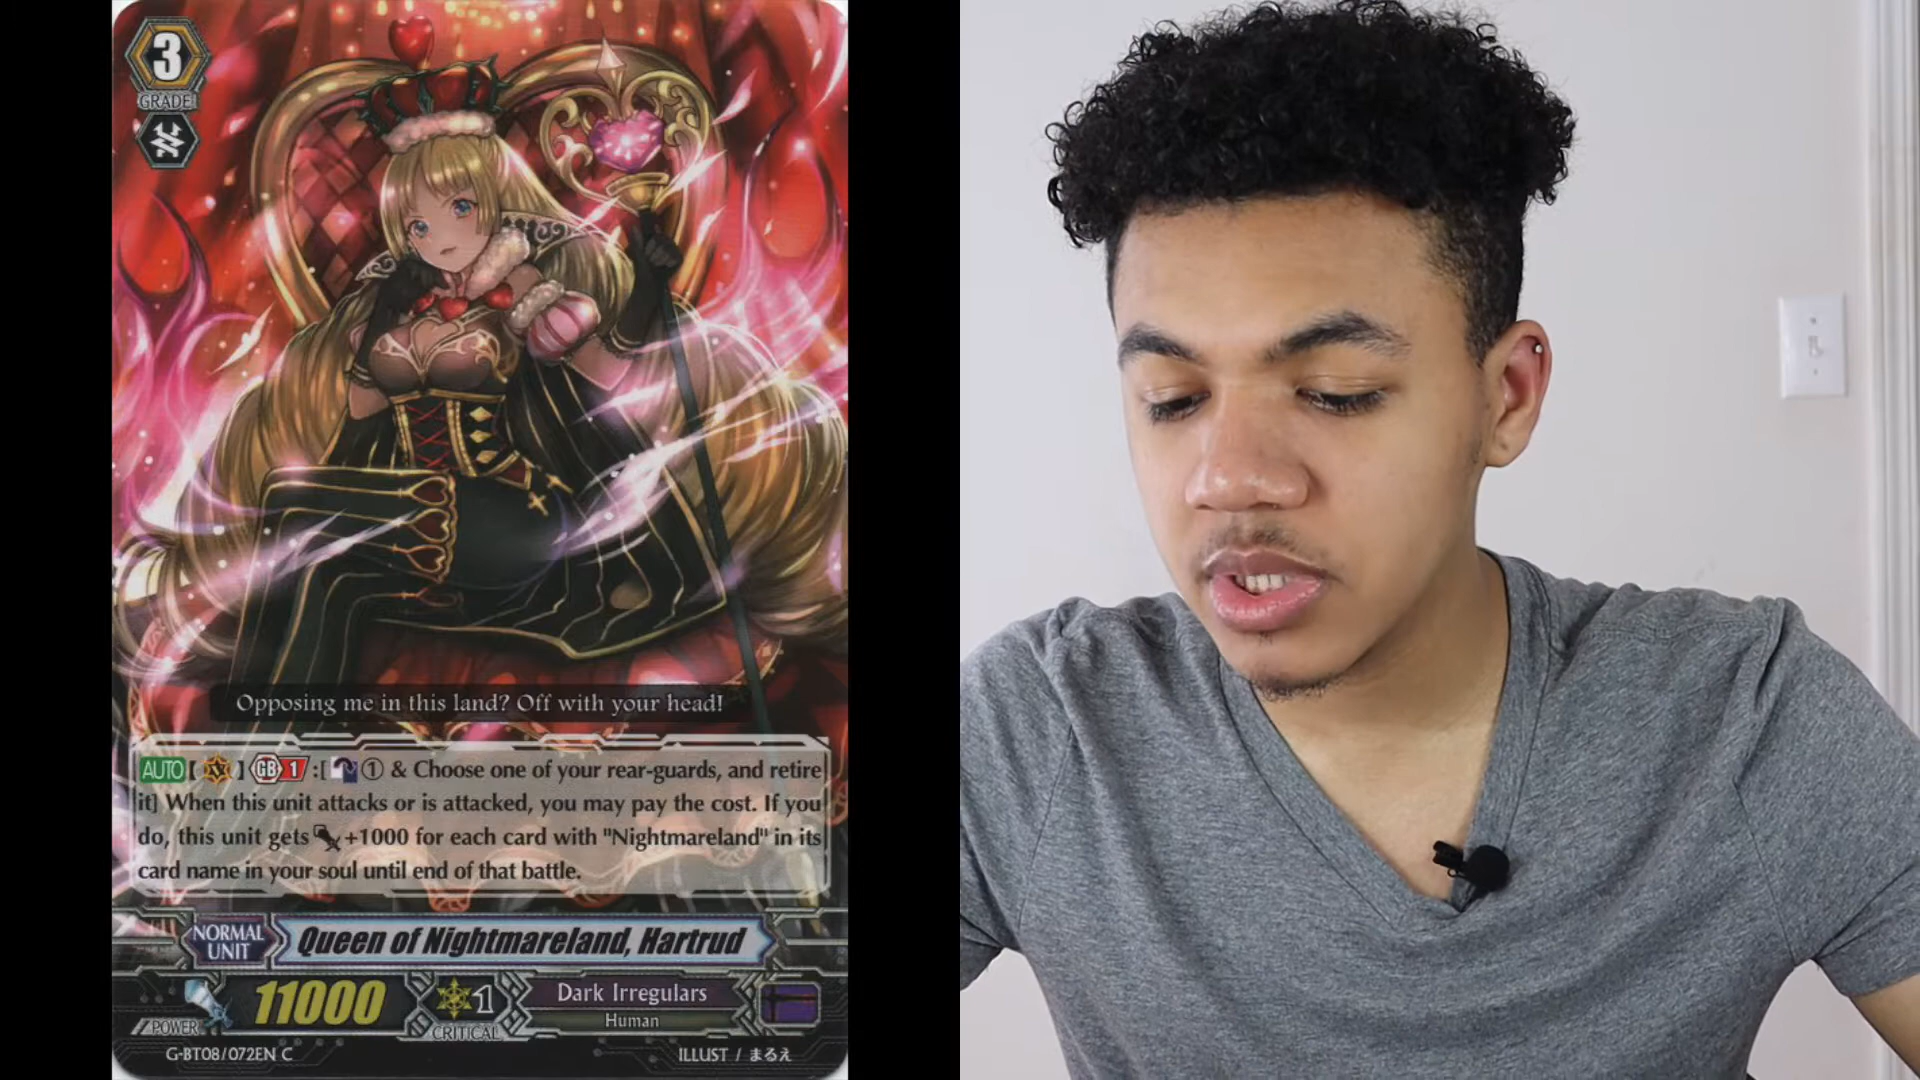 3
GRADE
Opposing me in this land? Off with your head!
AUTO【 V 】 GB 1 :[ ① & Choose one of your rear-guards, and retire
it] When this unit attacks or is attacked, you may pay the cost. If you
do, this unit gets +1000 for each card with "Nightmareland" in its
card name in your soul until end of that battle.
NORMAL
UNIT
Queen of Nightmareland, Hartrud
POWER
11000
1
CRITICAL
Dark Irregulars
Human
G-BT08/072EN C
ILLUST / まるえ